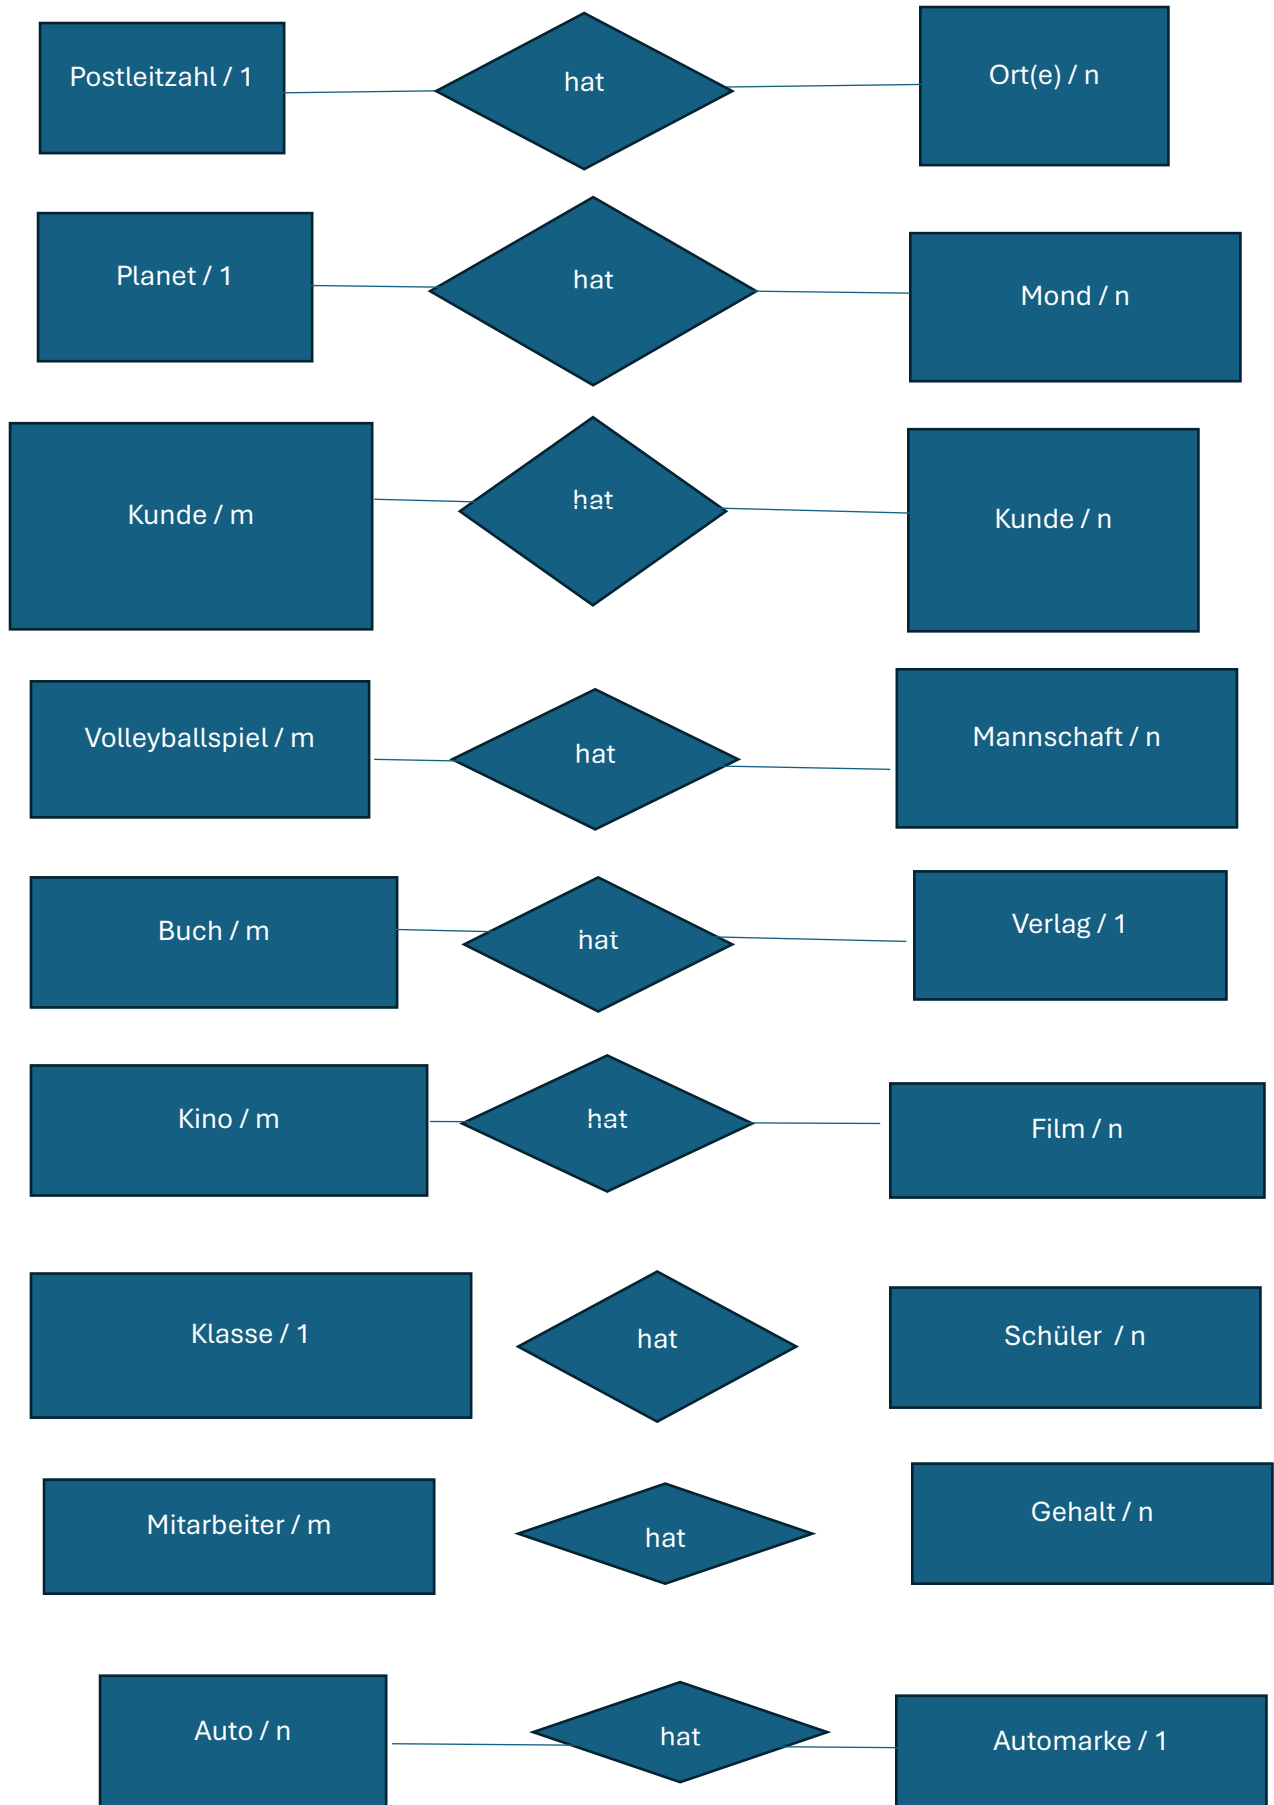 Postleitzahl / 1
hat
Ort(e) / n
Planet / 1
hat
Mond / n
Kunde / m
hat
Kunde / n
Volleyballspiel / m
hat
Mannschaft / n
Buch / m
hat
Verlag / 1
Kino / m
hat
Film / n
Klasse / 1
hat
Schüler / n
Mitarbeiter / m
hat
Gehalt / n
Auto / n
hat
Automarke / 1